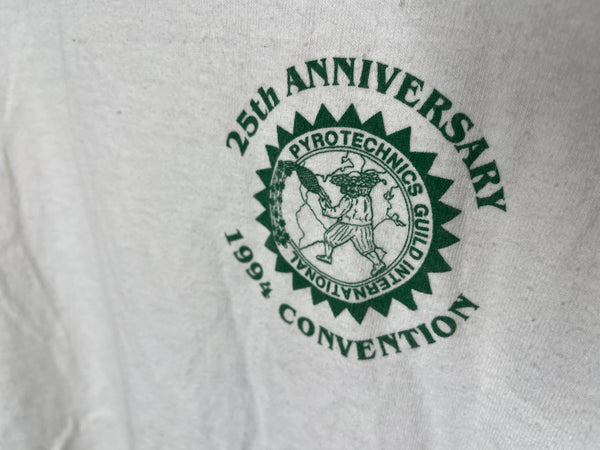 25th ANNIVERSARY
PYROTECHNICS GUILD INTERNATIONAL
1994 CONVENTION